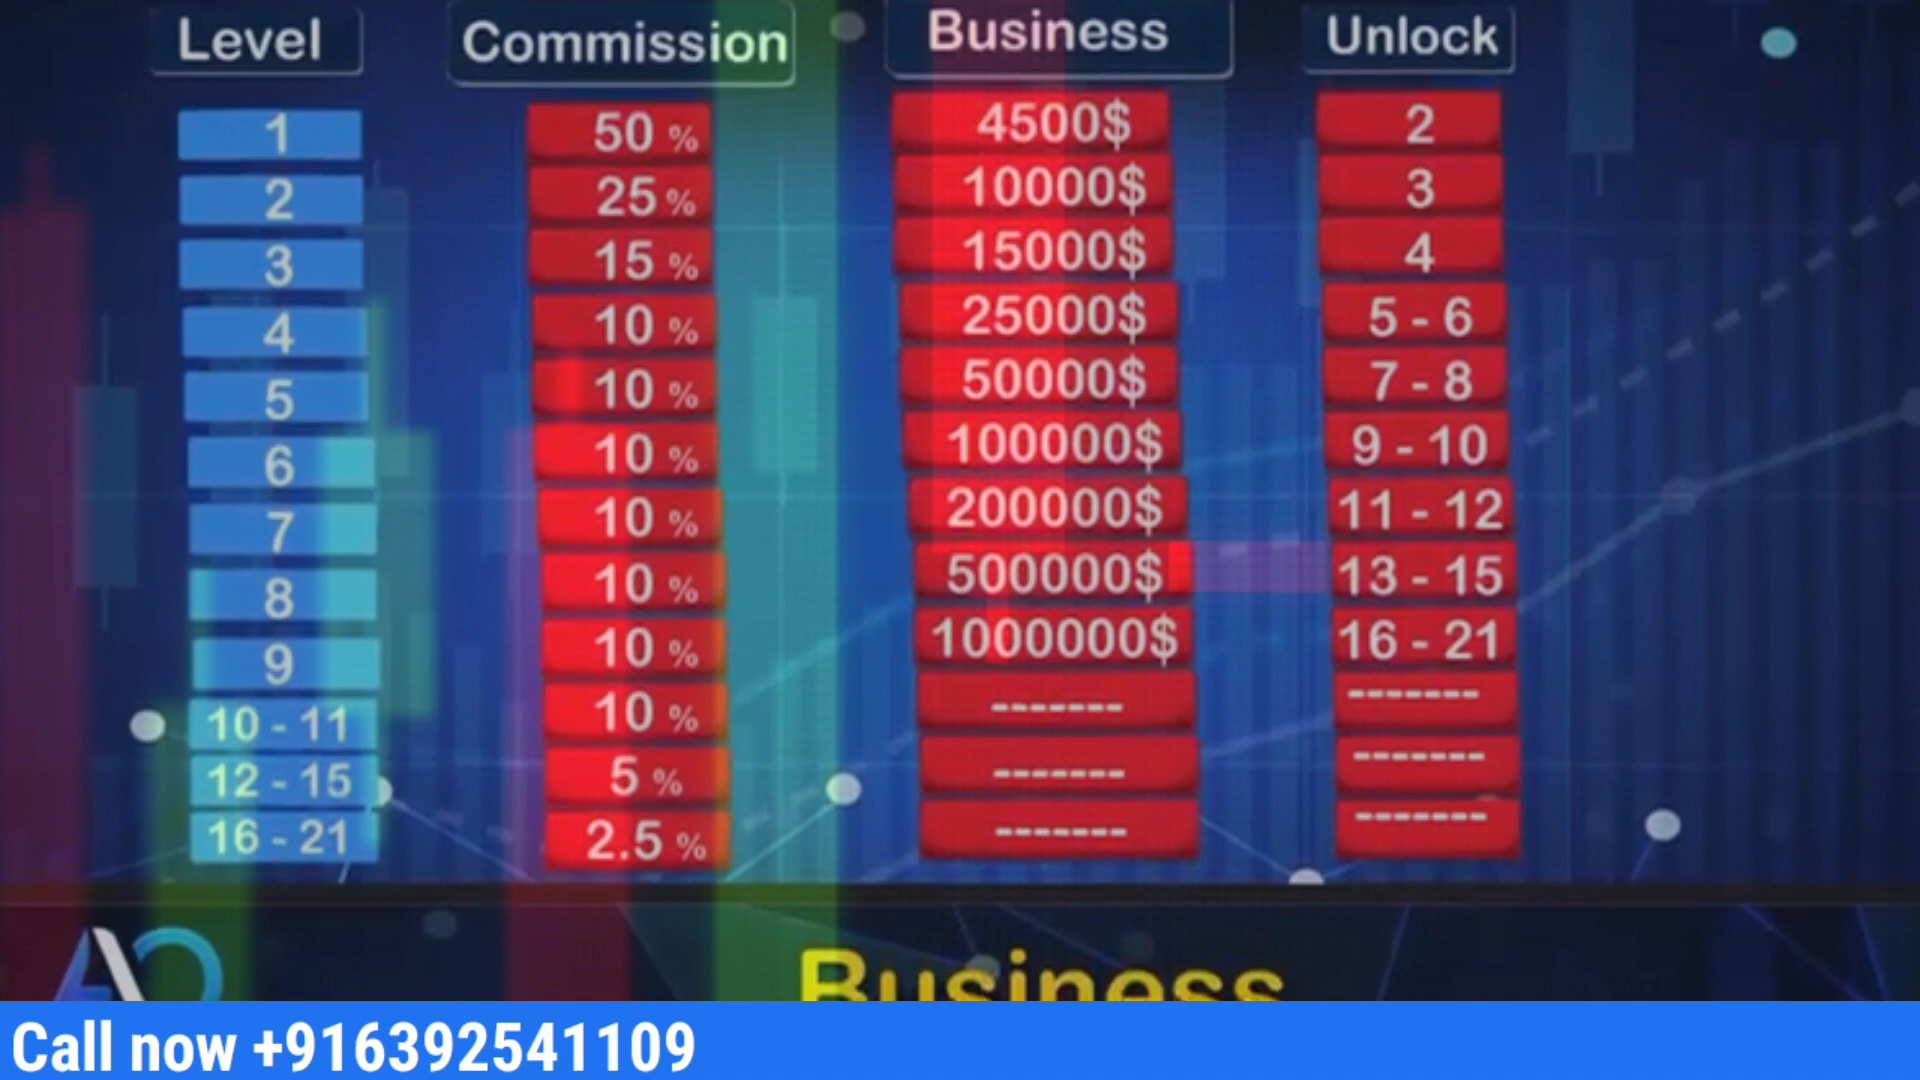 Level Commission Business Unlock
1 50 % 4500$ 2
2 25 % 10000$ 3
3 15 % 15000$ 4
4 10 % 25000$ 5 - 6
5 10 % 50000$ 7 - 8
6 10 % 100000$ 9 - 10
7 10 % 200000$ 11 - 12
8 10 % 500000$ 13 - 15
9 10 % 1000000$ 16 - 21
10 - 11 10 % ------- -------
12 - 15 5 % ------- -------
16 - 21 2.5 % ------- -------
Business
Call now +916392541109